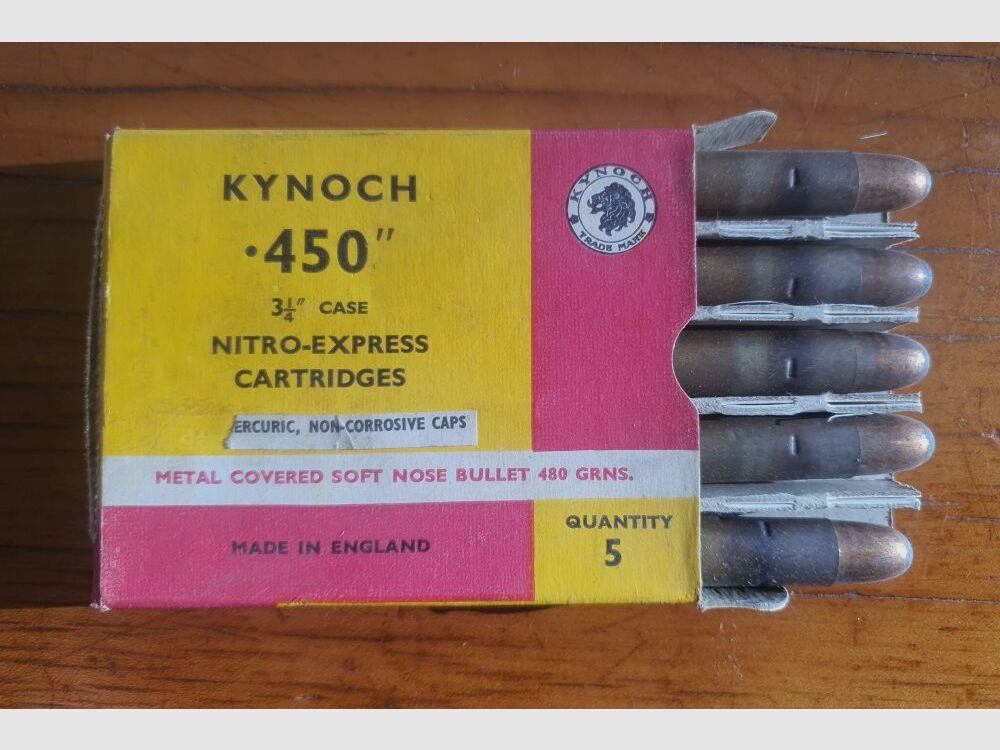 KYNOCH
·450"
3¼" CASE
NITRO-EXPRESS
CARTRIDGES
ERCURIC, NON-CORROSIVE CAPS
METAL COVERED SOFT NOSE BULLET 480 GRNS.
MADE IN ENGLAND
KYNOCH
TRADE MARK
QUANTITY
5